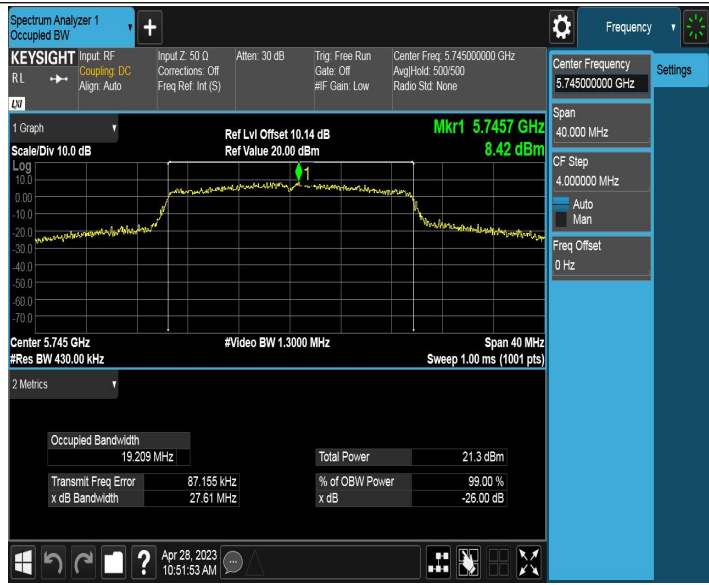 Spectrum Analyzer 1
Occupied BW
+
Frequency
KEYSIGHT Input: RF
RL
Coupling: DC
Align: Auto
LXI
Input Z: 50 Ω
Corrections: Off
Freq Ref: Int (S)
Atten: 30 dB
Trig: Free Run
Gate: Off
#IF Gain: Low
Center Freq: 5.745000000 GHz
Avg|Hold: 500/500
Radio Std: None
Center Frequency
5.745000000 GHz
Settings
Span
40.000 MHz
CF Step
4.000000 MHz
Auto
Man
Freq Offset
0 Hz
1 Graph
Scale/Div 10.0 dB
Ref Lvl Offset 10.14 dB
Ref Value 20.00 dBm
Mkr1 5.7457 GHz
8.42 dBm
Log
10.0
0.00
-10.0
-20.0
-30.0
-40.0
-50.0
-60.0
-70.0
1
Center 5.745 GHz
#Video BW 1.3000 MHz
Span 40 MHz
#Res BW 430.00 kHz
Sweep 1.00 ms (1001 pts)
2 Metrics
Occupied Bandwidth
19.209 MHz
Total Power 21.3 dBm
Transmit Freq Error 87.155 kHz
% of OBW Power 99.00 %
x dB Bandwidth 27.61 MHz
x dB -26.00 dB
?
Apr 28, 2023
10:51:53 AM